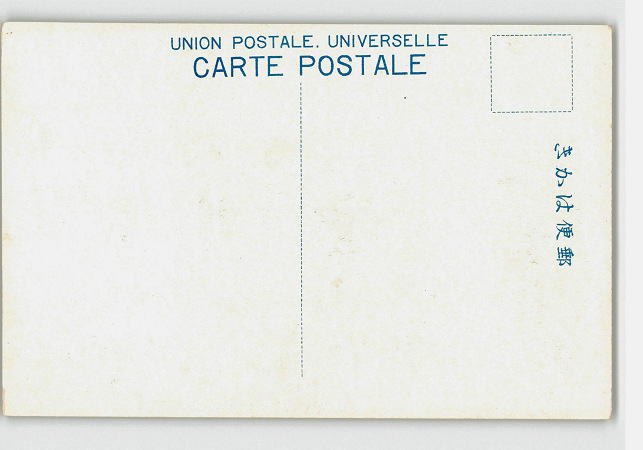 UNION POSTALE. UNIVERSELLE
CARTE POSTALE
郵便はかき